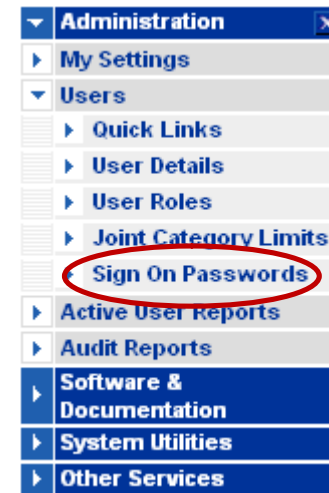 Administration
My Settings
Users
Quick Links
User Details
User Roles
Joint Category Limits
Sign On Passwords
Active User Reports
Audit Reports
Software &
Documentation
System Utilities
Other Services